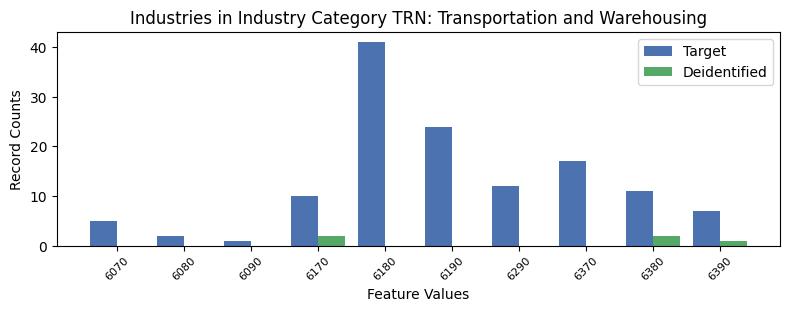 Industries in Industry Category TRN: Transportation and Warehousing
Record Counts
40
30
20
10
0
Target
Deidentified
6070 6080 6090 6170 6180 6190 6290 6370 6380 6390
Feature Values